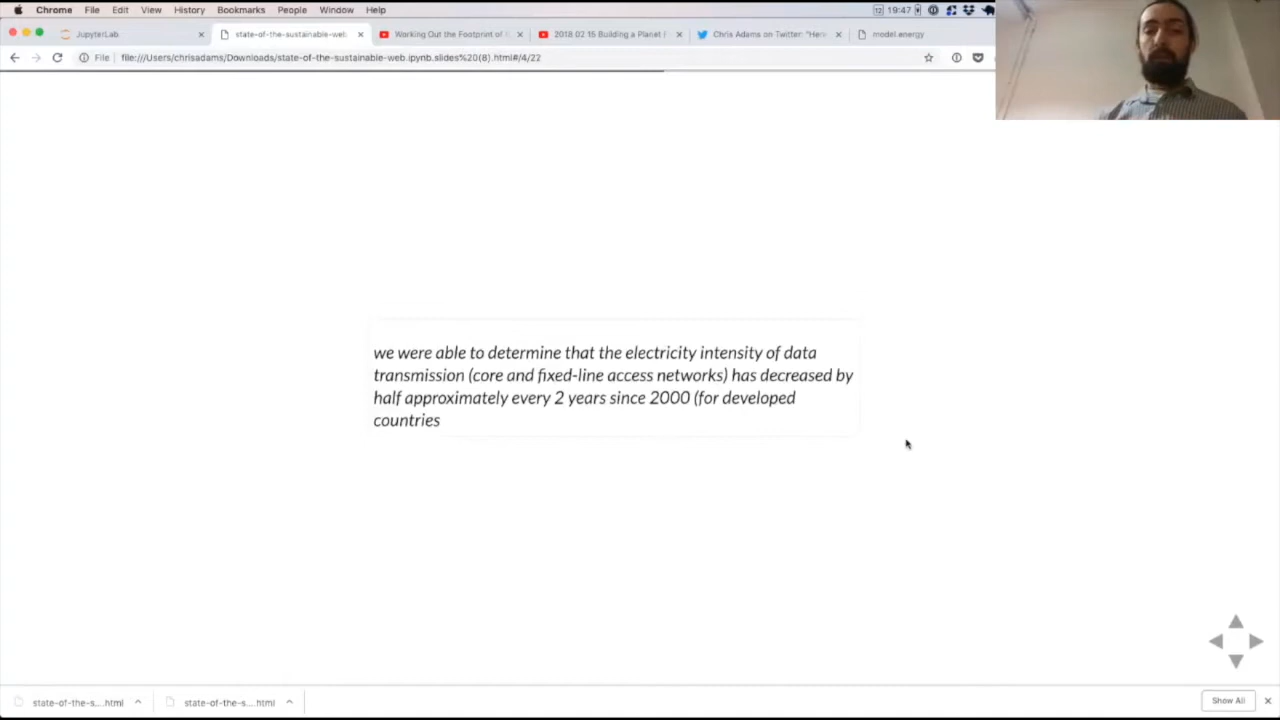 Chrome File Edit View History Bookmarks People Window Help 12 19:47
JupyterLab state-of-the-sustainable-web. Working Out the Footprint of 2018 02 15 Building a Planet Chris Adams on Twitter: "Here model.energy
File file:///Users/chrisadams/Downloads/state-of-the-sustainable-web.ipynb.slides%20(8).html#/4/22
we were able to determine that the electricity intensity of data
transmission (core and fixed-line access networks) has decreased by
half approximately every 2 years since 2000 (for developed
countries
state-of-the-s....html state-of-the-s....html Show All